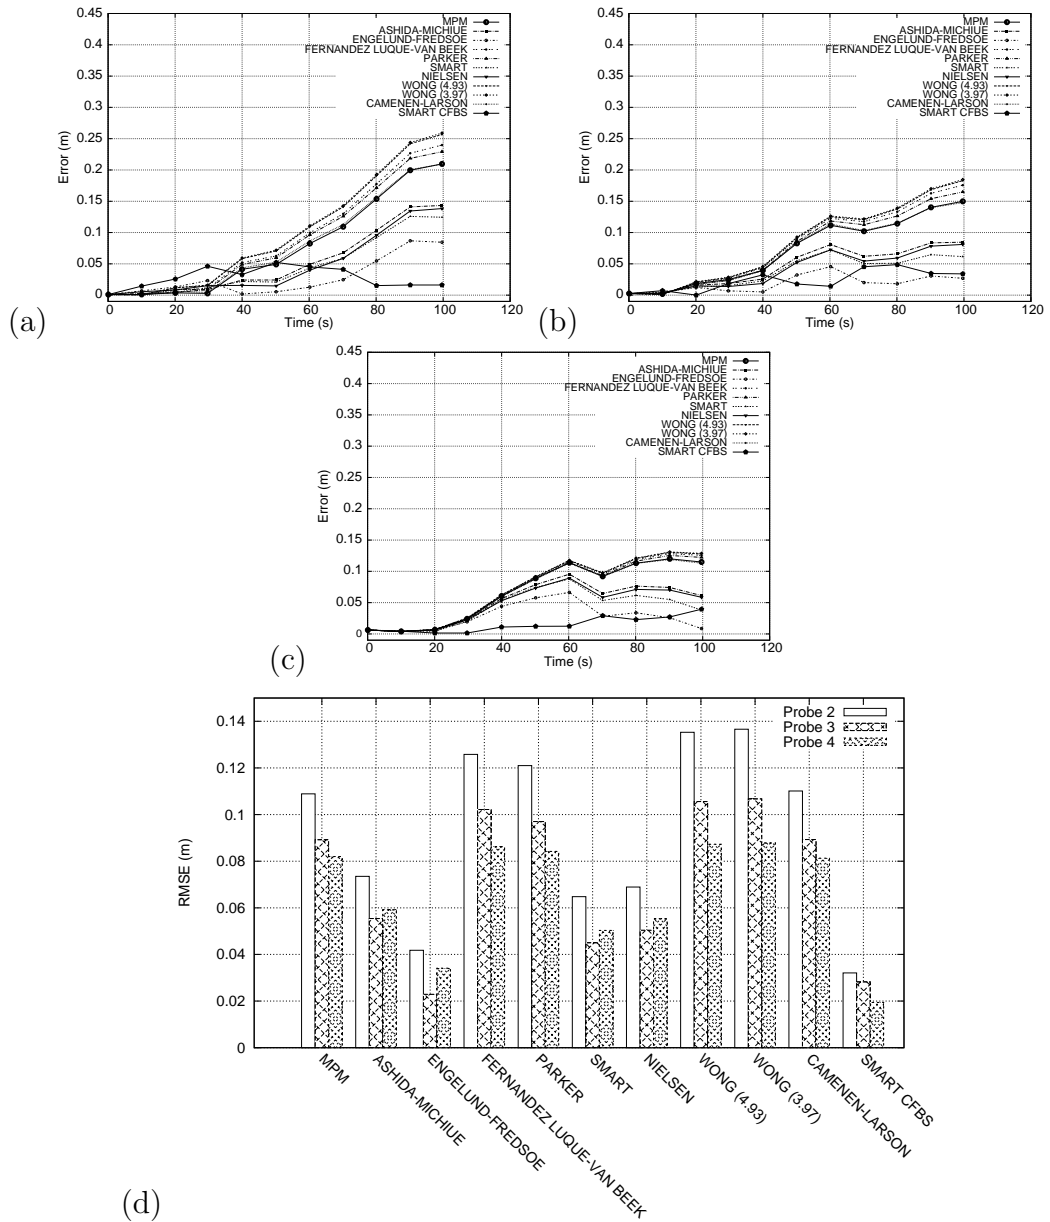 0.45
0.4
0.35
0.3
0.25
0.2
0.15
0.1
0.05
0
Error (m)
0 20 40 60 80 100 120
Time (s)
MPM
ASHIDA-MICHIUE
ENGELUND-FREDSOE
FERNANDEZ LUQUE-VAN BEEK
PARKER
SMART
NIELSEN
WONG (4.93)
WONG (3.97)
CAMENEN-LARSON
SMART CFBS
(a)
0.45
0.4
0.35
0.3
0.25
0.2
0.15
0.1
0.05
0
Error (m)
0 20 40 60 80 100 120
Time (s)
MPM
ASHIDA-MICHIUE
ENGELUND-FREDSOE
FERNANDEZ LUQUE-VAN BEEK
PARKER
SMART
NIELSEN
WONG (4.93)
WONG (3.97)
CAMENEN-LARSON
SMART CFBS
(b)
0.45
0.4
0.35
0.3
0.25
0.2
0.15
0.1
0.05
0
Error (m)
0 20 40 60 80 100 120
Time (s)
MPM
ASHIDA-MICHIUE
ENGELUND-FREDSOE
FERNANDEZ LUQUE-VAN BEEK
PARKER
SMART
NIELSEN
WONG (4.93)
WONG (3.97)
CAMENEN-LARSON
SMART CFBS
(c)
0.14
0.12
0.1
0.08
0.06
0.04
0.02
0
RMSE (m)
Probe 2
Probe 3
Probe 4
MPM
ASHIDA-MICHIUE
ENGELUND-FREDSOE
FERNANDEZ LUQUE-VAN BEEK
PARKER
SMART
NIELSEN
WONG (4.93)
WONG (3.97)
CAMENEN-LARSON
SMART CFBS
(d)